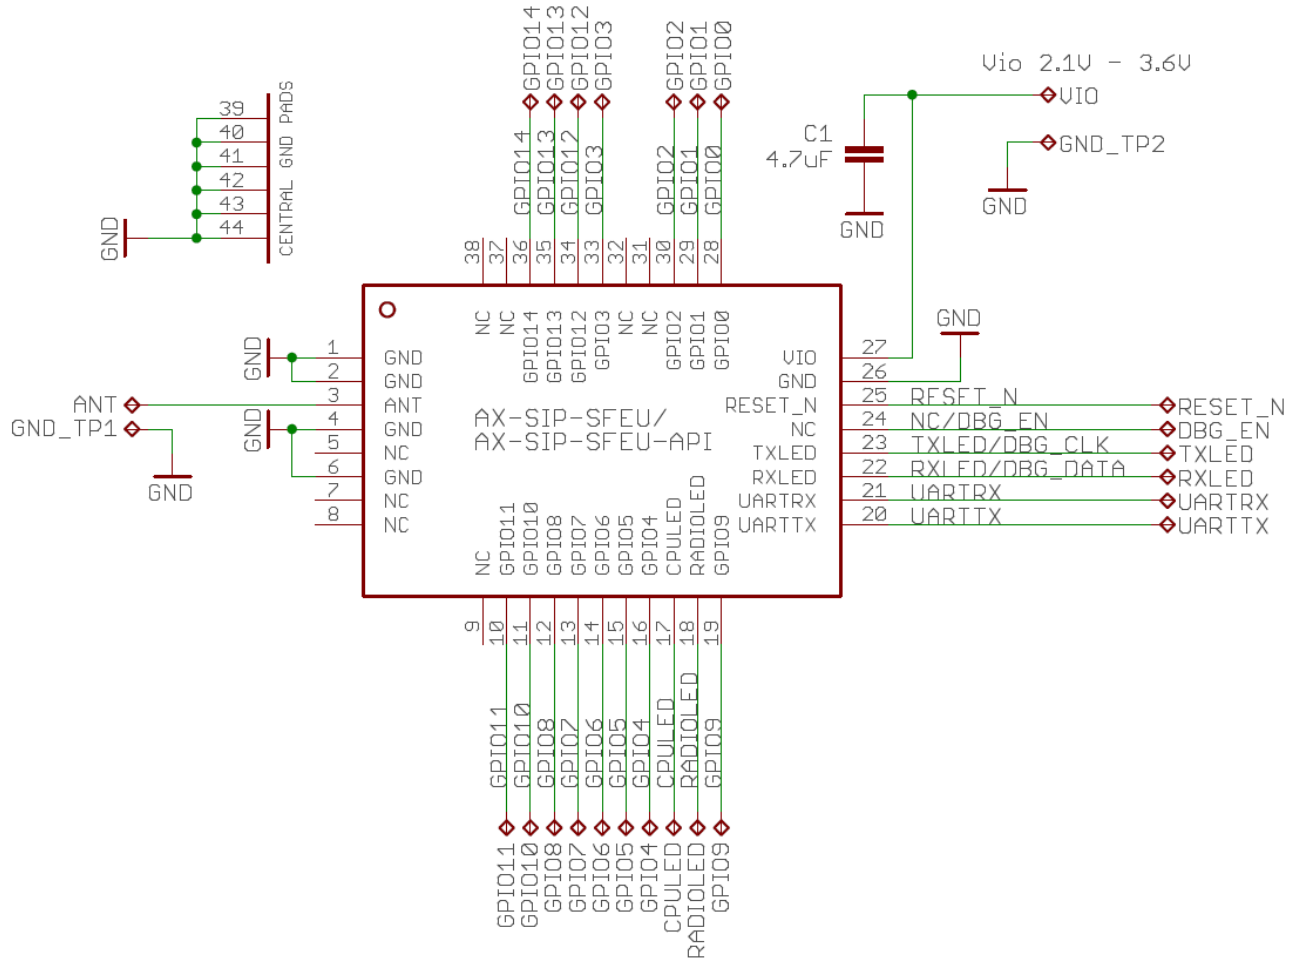 GPIO14
GPIO13
GPIO12
GPIO3
GPIO2
GPIO1
GPIO0
Vio 2.1V - 3.6V
VIO
GND_TP2
GND
C1
4.7uF
GND
39
40
41
42
43
44
CENTRAL GND PADS
GND
GPIO14
GPIO13
GPIO12
GPIO3
GPIO2
GPIO1
GPIO0
38
37
36
35
34
33
32
31
30
29
28
NC
NC
GPIO14
GPIO13
GPIO12
GPIO3
NC
NC
GPIO2
GPIO1
GPIO0
GND
1 GND
2 GND
ANT 3 ANT
GND_TP1 GND 4 GND
5 NC
6 GND
GND
7 NC
8 NC
AX-SIP-SFEU/
AX-SIP-SFEU-API
GND
VIO 27
GND 26
RESET_N 25 RESET_N RESET_N
NC 24 NC/DBG_EN DBG_EN
TXLED 23 TXLED/DBG_CLK TXLED
RXLED 22 RXLED/DBG_DATA RXLED
UARTRX 21 UARTRX UARTRX
UARTTX 20 UARTTX UARTTX
NC
GPIO11
GPIO10
GPIO8
GPIO7
GPIO6
GPIO5
GPIO4
CPULED
RADIOLED
GPIO9
9
10
11
12
13
14
15
16
17
18
19
GPIO11
GPIO10
GPIO8
GPIO7
GPIO6
GPIO5
GPIO4
CPULED
RADIOLED
GPIO9
GPIO11
GPIO10
GPIO8
GPIO7
GPIO6
GPIO5
GPIO4
CPULED
RADIOLED
GPIO9